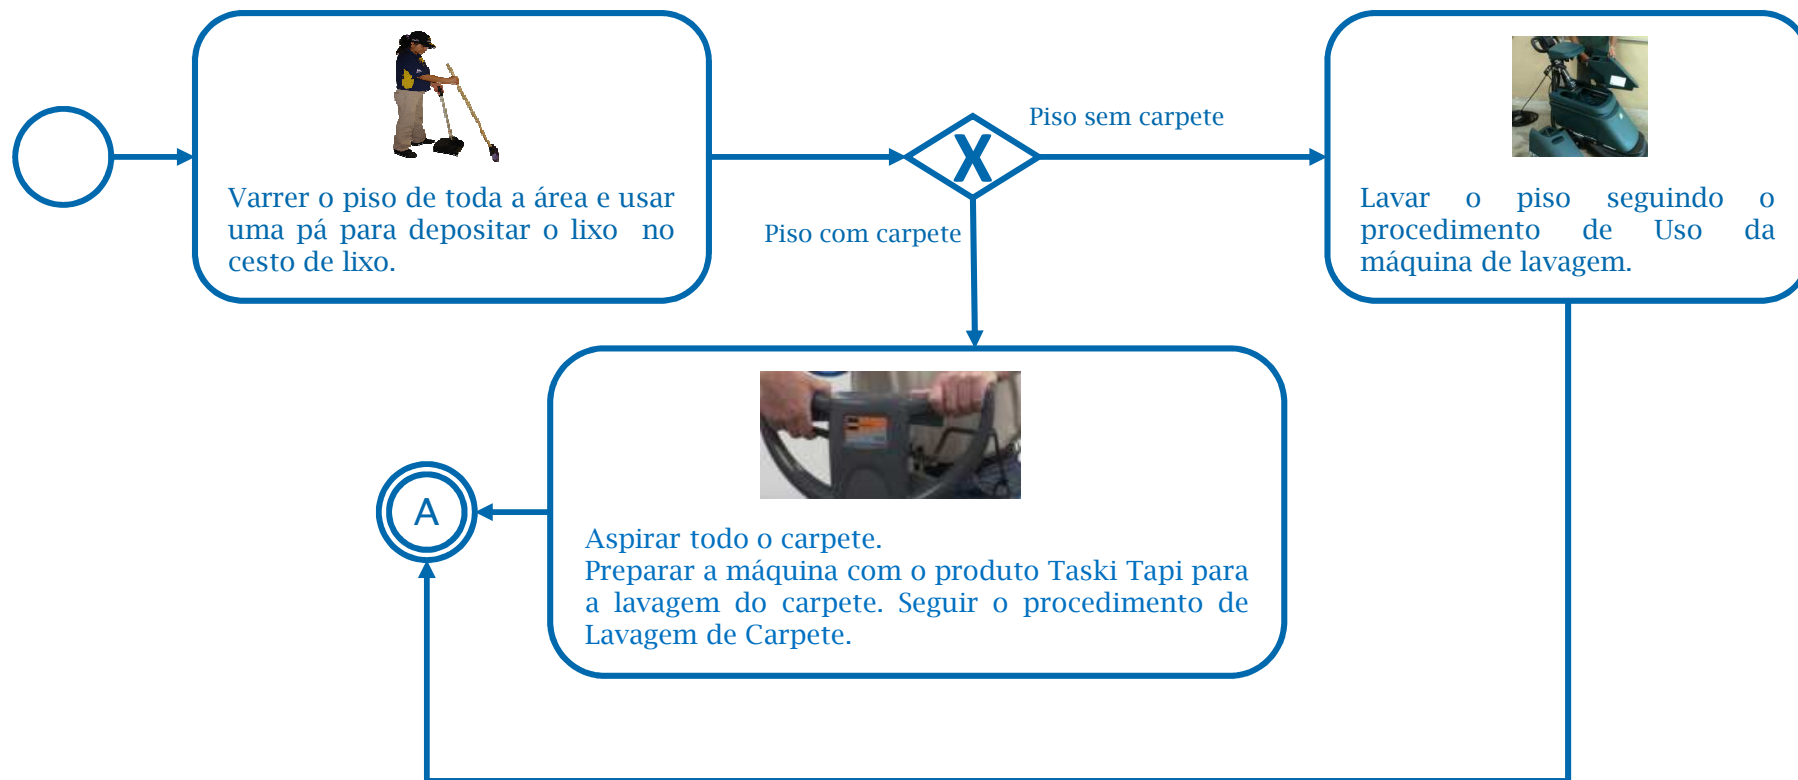 Varrer o piso de toda a área e usar
uma pá para depositar o lixo no
cesto de lixo.
X
Piso sem carpete
Piso com carpete
Lavar o piso seguindo o
procedimento de Uso da
máquina de lavagem.
Aspirar todo o carpete.
Preparar a máquina com o produto Taski Tapi para
a lavagem do carpete. Seguir o procedimento de
Lavagem de Carpete.
A